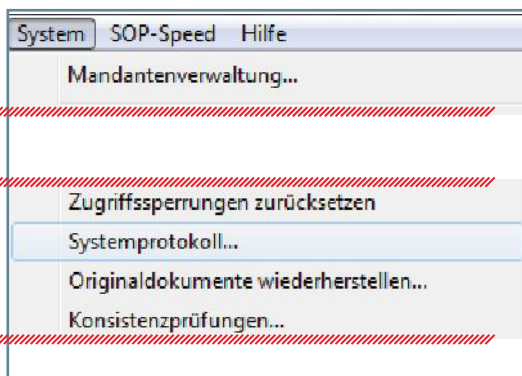 System SOP-Speed Hilfe
Mandantenverwaltung...
Zugriffssperrungen zurücksetzen
Systemprotokoll...
Originaldokumente wiederherstellen...
Konsistenzprüfungen...